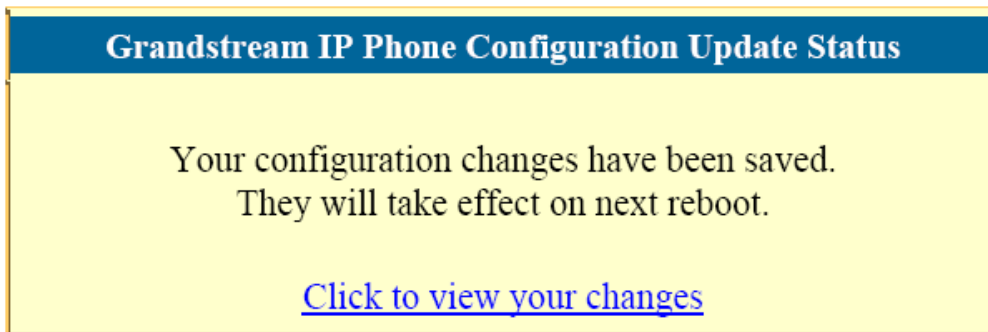 Grandstream IP Phone Configuration Update Status
Your configuration changes have been saved.
They will take effect on next reboot.
Click to view your changes